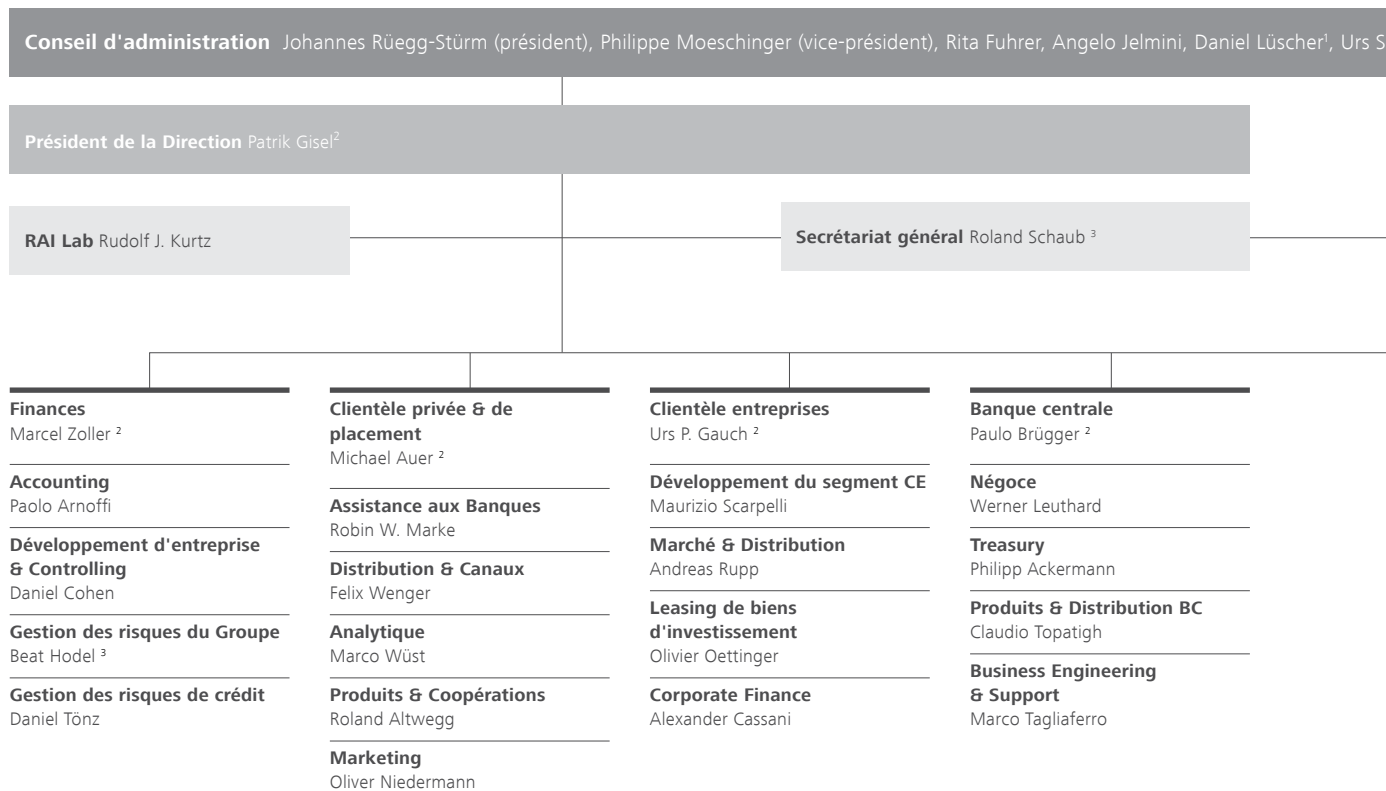 Conseil d'administration Johannes Rüegg-Stürm (président), Philippe Moeschinger (vice-président), Rita Fuhrer, Angelo Jelmini, Daniel Lüscher¹, Urs S
Président de la Direction Patrik Gisel²
RAI Lab Rudolf J. Kurtz
Secrétariat général Roland Schaub ³
Finances
Marcel Zoller ²
Accounting
Paolo Arnoffi
Développement d'entreprise
& Controlling
Daniel Cohen
Gestion des risques du Groupe
Beat Hodel ³
Gestion des risques de crédit
Daniel Tönz
Clientèle privée & de
placement
Michael Auer ²
Assistance aux Banques
Robin W. Marke
Distribution & Canaux
Felix Wenger
Analytique
Marco Wüst
Produits & Coopérations
Roland Altwegg
Marketing
Oliver Niedermann
Clientèle entreprises
Urs P. Gauch ²
Développement du segment CE
Maurizio Scarpelli
Marché & Distribution
Andreas Rupp
Leasing de biens
d'investissement
Olivier Oettinger
Corporate Finance
Alexander Cassani
Banque centrale
Paulo Brügger ²
Négoce
Werner Leuthard
Treasury
Philipp Ackermann
Produits & Distribution BC
Claudio Topatigh
Business Engineering
& Support
Marco Tagliaferro